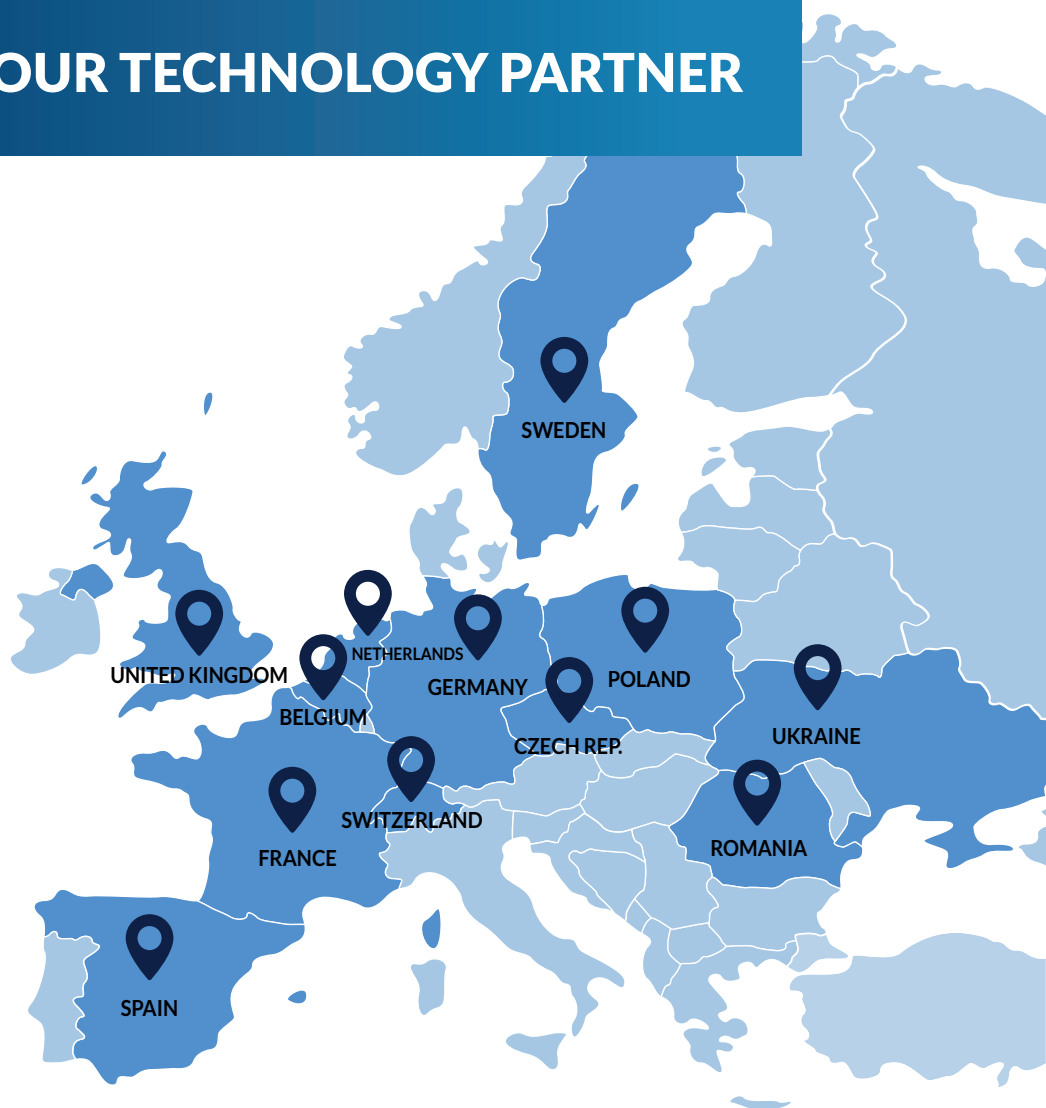 OUR TECHNOLOGY PARTNER
SWEDEN
NETHERLANDS
UNITED KINGDOM
GERMANY
POLAND
BELGIUM
CZECH REP.
UKRAINE
SWITZERLAND
FRANCE
ROMANIA
SPAIN